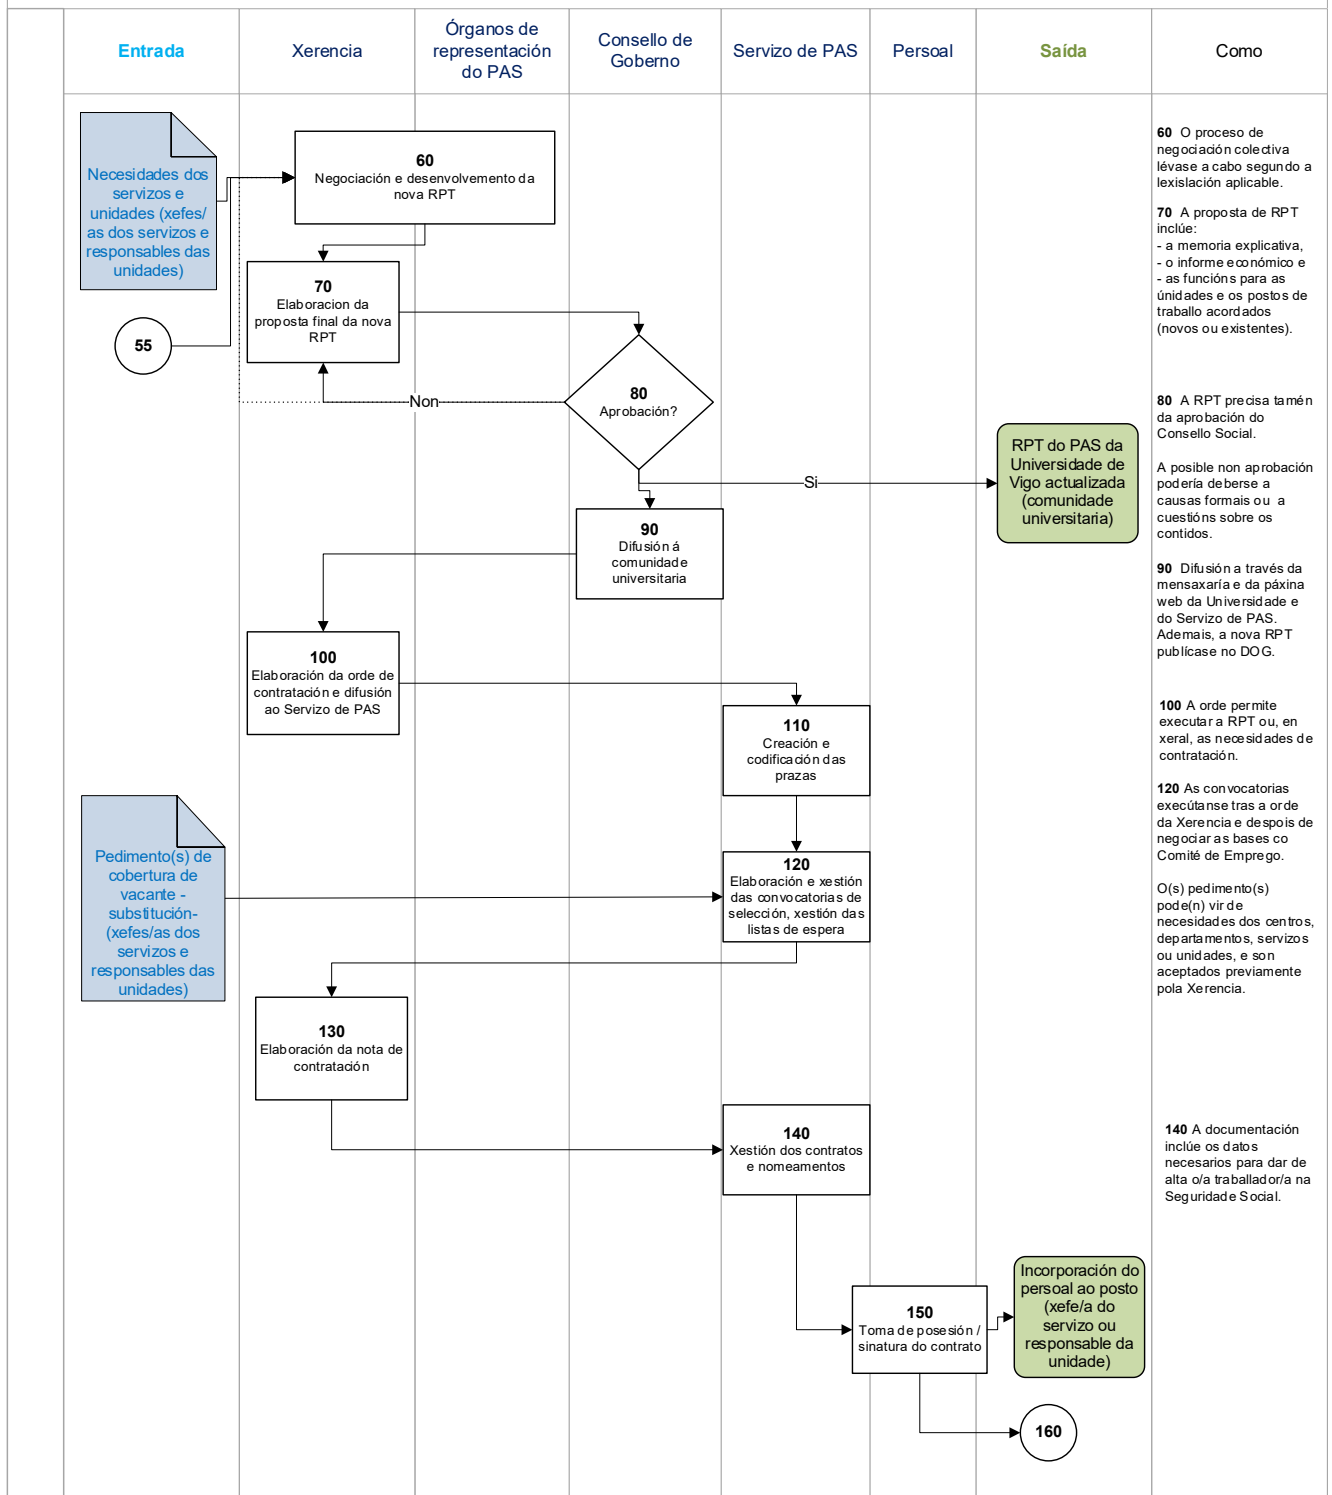 Entrada
Xerencia
Órganos de
representación
do PAS
Consello de
Goberno
Servizo de PAS
Persoal
Saída
Como
Necesidades dos
servizos e
unidades (xefes/
as dos servizos e
responsables das
unidades)
60
Negociación e desenvolvemento da
nova RPT
60 O proceso de
negociación colectiva
lévase a cabo segundo a
lexislación aplicable.
70
Elaboracion da
proposta final da nova
RPT
70 A proposta de RPT
inclúe:
- a memoria explicativa,
- o informe económico e
- as funcións para as
únidades e os postos de
traballo acordados
(novos ou existentes).
55
80
Aprobación?
Non
Si
80 A RPT precisa tamén
da aprobación do
Consello Social.
A posible non aprobación
podería deberse a
causas formais ou a
cuestións sobre os
contidos.
RPT do PAS da
Universidade de
Vigo actualizada
(comunidade
universitaria)
90
Difusión á
comunidade
universitaria
90 Difusión a través da
mensaxaría e da páxina
web da Universidade e
do Servizo de PAS.
Ademais, a nova RPT
publícase no DOG.
100
Elaboración da orde de
contratación e difusión
ao Servizo de PAS
100 A orde permite
executar a RPT ou, en
xeral, as necesidades de
contratación.
110
Creación e
codificación das
prazas
Pedimento(s) de
cobertura de
vacante -
substitución-
(xefes/as dos
servizos e
responsables das
unidades)
120
Elaboración e xestión
das convocatorias de
selección, xestión das
listas de espera
120 As convocatorias
execútanse tras a orde
da Xerencia e despois de
negociar as bases co
Comité de Emprego.
O(s) pedimento(s)
pode(n) vir de
necesidades dos centros,
departamentos, servizos
ou unidades, e son
aceptados previamente
pola Xerencia.
130
Elaboración da nota de
contratación
140
Xestión dos contratos
e nomeamentos
140 A documentación
inclúe os datos
necesarios para dar de
alta o/a traballador/a na
Seguridade Social.
150
Toma de posesión /
sinatura do contrato
Incorporación do
persoal ao posto
(xefe/a do
servizo ou
responsable da
unidade)
160